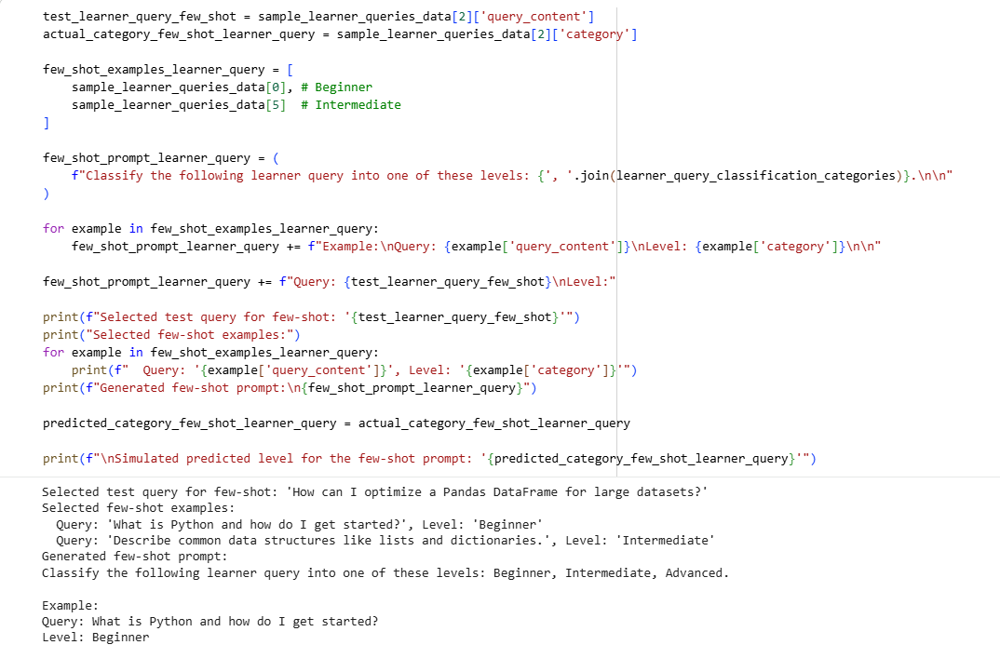 test_learner_query_few_shot = sample_learner_queries_data[2]['query_content']
actual_category_few_shot_learner_query = sample_learner_queries_data[2]['category']

few_shot_examples_learner_query = [
    sample_learner_queries_data[0], # Beginner
    sample_learner_queries_data[5]  # Intermediate
]

few_shot_prompt_learner_query = (
    f"Classify the following learner query into one of these levels: {', '.join(learner_query_classification_categories)}.\n\n"
)

for example in few_shot_examples_learner_query:
    few_shot_prompt_learner_query += f"Example:\nQuery: {example['query_content']}\nLevel: {example['category']}\n\n"

few_shot_prompt_learner_query += f"Query: {test_learner_query_few_shot}\nLevel:"

print(f"Selected test query for few-shot: '{test_learner_query_few_shot}'")
print("Selected few-shot examples:")
for example in few_shot_examples_learner_query:
    print(f"  Query: '{example['query_content']}', Level: '{example['category']}'")
print(f"Generated few-shot prompt:\n{few_shot_prompt_learner_query}")

predicted_category_few_shot_learner_query = actual_category_few_shot_learner_query

print(f"\nSimulated predicted level for the few-shot prompt: '{predicted_category_few_shot_learner_query}'")
Selected test query for few-shot: 'How can I optimize a Pandas DataFrame for large datasets?'
Selected few-shot examples:
  Query: 'What is Python and how do I get started?', Level: 'Beginner'
  Query: 'Describe common data structures like lists and dictionaries.', Level: 'Intermediate'
Generated few-shot prompt:
Classify the following learner query into one of these levels: Beginner, Intermediate, Advanced.

Example:
Query: What is Python and how do I get started?
Level: Beginner